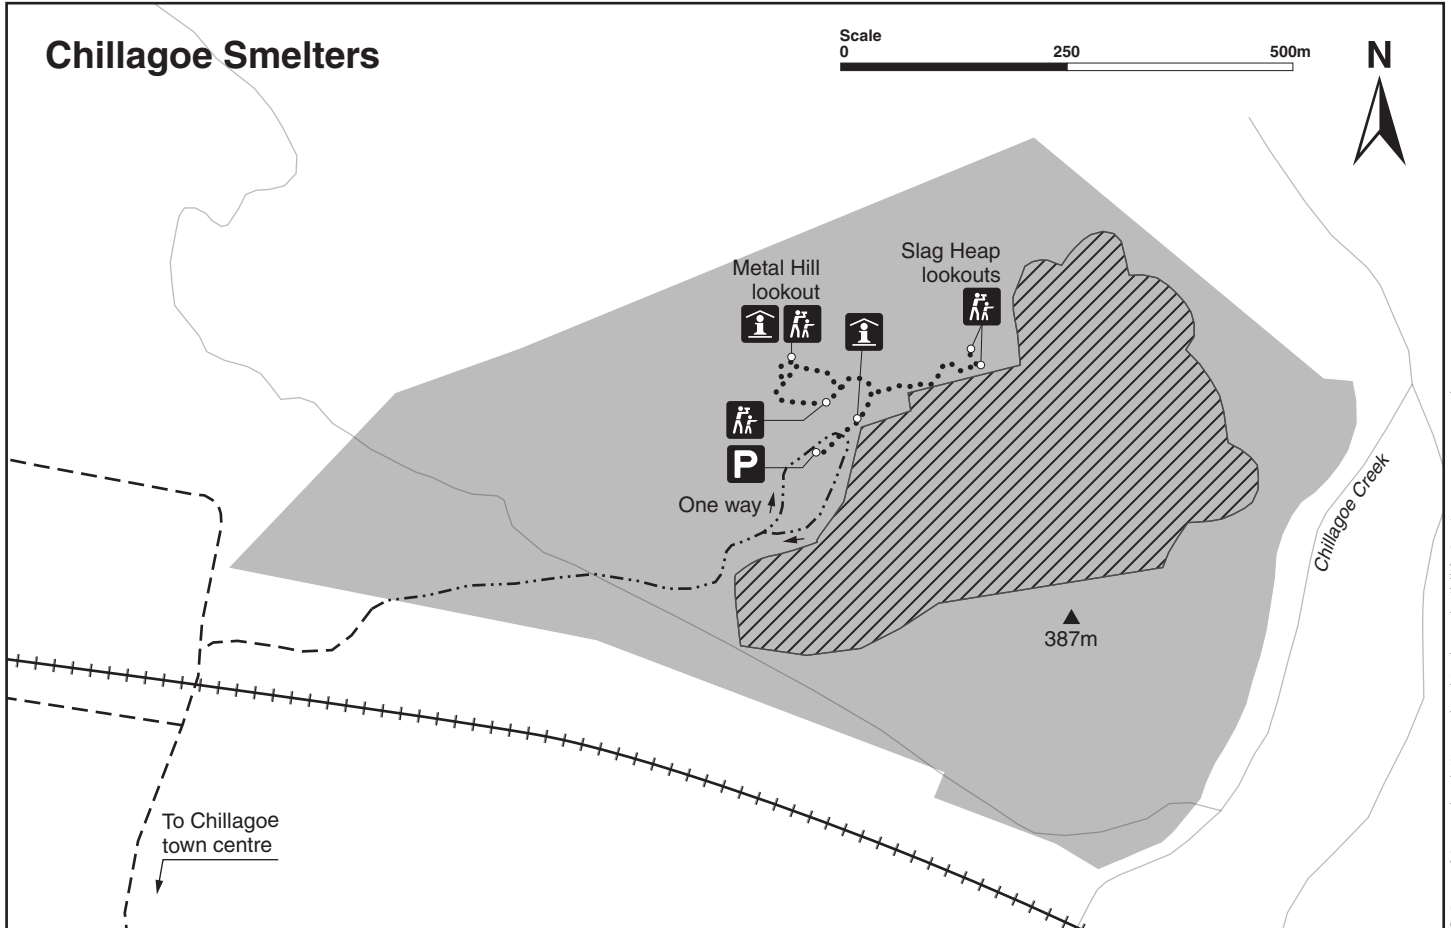 Chillagoe Smelters
Scale
0 250 500m
N
Slag Heap
lookouts
Metal Hill
lookout
P
One way
Chillagoe Creek
387m
To Chillagoe
town centre